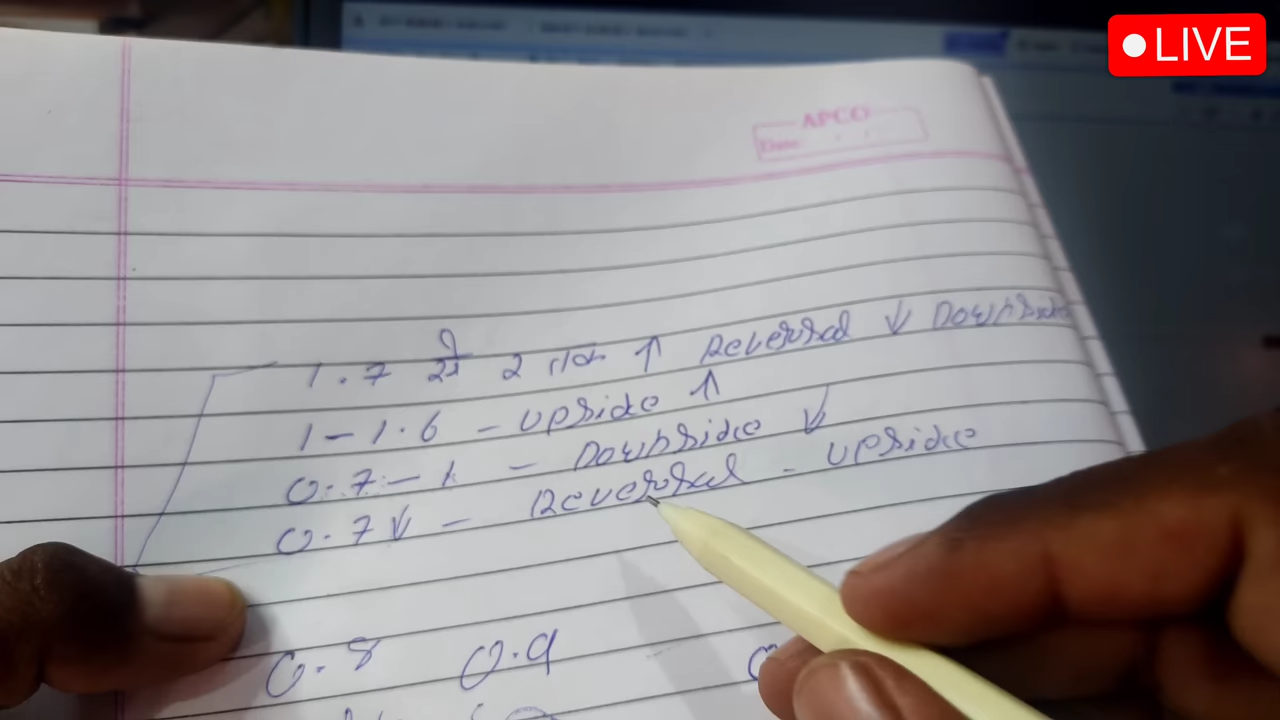 LIVE
APCO
Date:
1.7 से 2 तक ↑ Reversal ↓ Downside
1 - 1.6 - upside ↑
0.7 - 1 - Downside ↓
0.7 ↓ - Reversal - upside
0.8 0.9